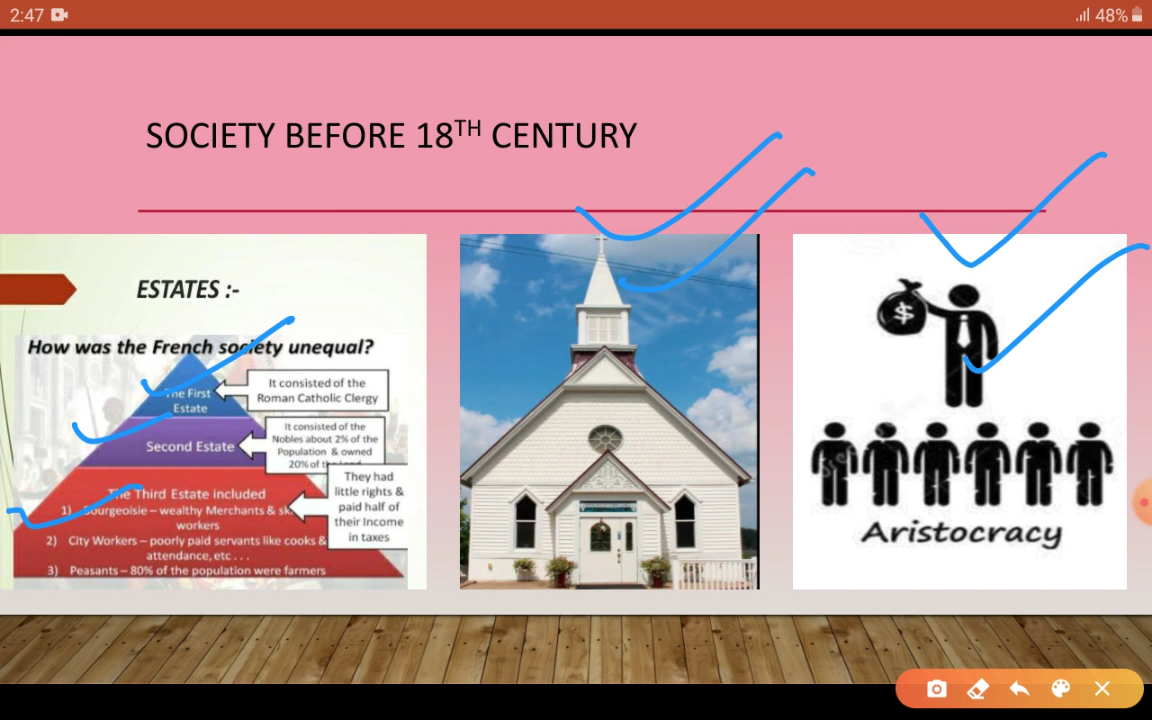 2:47
48%
SOCIETY BEFORE 18TH CENTURY
ESTATES :-
How was the French society unequal?
The First
Estate
It consisted of the
Roman Catholic Clergy
Second Estate
It consisted of the
Nobles about 2% of the
Population & owned
20% of the Land
The Third Estate included
1) Bourgeoisie – wealthy Merchants &
workers
2) City Workers – poorly paid servants like cooks &
attendance, etc . . .
3) Peasants – 80% of the population were farmers
They had
little rights &
paid half of
their Income
in taxes
$
Aristocracy